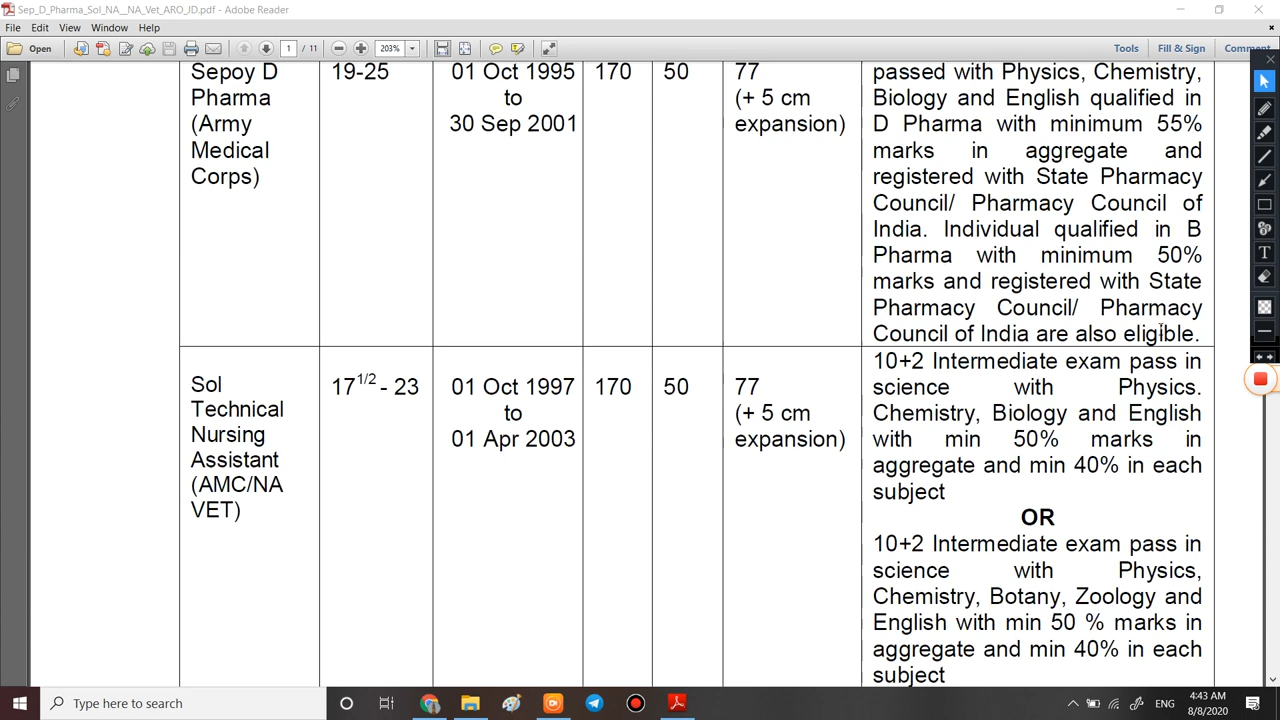 Sep_D_Pharma_Sol_NA__NA_Vet_ARO_JD.pdf - Adobe Reader
File Edit View Window Help
Open 1 / 11 203% Tools Fill & Sign Comment
Sepoy D
Pharma
(Army
Medical
Corps)
19-25
01 Oct 1995
to
30 Sep 2001
170
50
77
(+ 5 cm
expansion)
passed with Physics, Chemistry,
Biology and English qualified in
D Pharma with minimum 55%
marks in aggregate and
registered with State Pharmacy
Council/ Pharmacy Council of
India. Individual qualified in B
Pharma with minimum 50%
marks and registered with State
Pharmacy Council/ Pharmacy
Council of India are also eligible.
Sol
Technical
Nursing
Assistant
(AMC/NA
VET)
17 1/2 - 23
01 Oct 1997
to
01 Apr 2003
170
50
77
(+ 5 cm
expansion)
10+2 Intermediate exam pass in
science with Physics.
Chemistry, Biology and English
with min 50% marks in
aggregate and min 40% in each
subject
OR
10+2 Intermediate exam pass in
science with Physics,
Chemistry, Botany, Zoology and
English with min 50 % marks in
aggregate and min 40% in each
subject
Type here to search
ENG
4:43 AM
8/8/2020